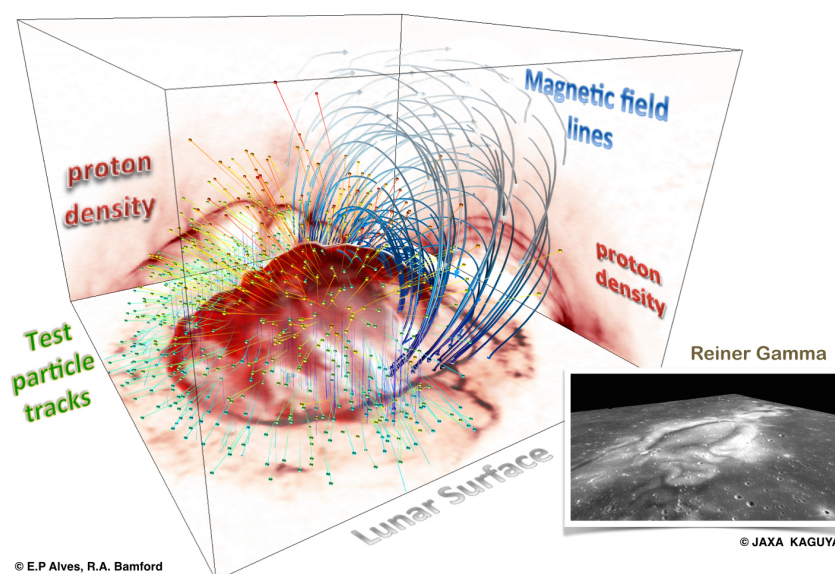 Magnetic field
lines
proton
density
proton
density
Test
particle
tracks
Reiner Gamma
Lunar Surface
© JAXA KAGUYA
© E.P Alves, R.A. Bamford